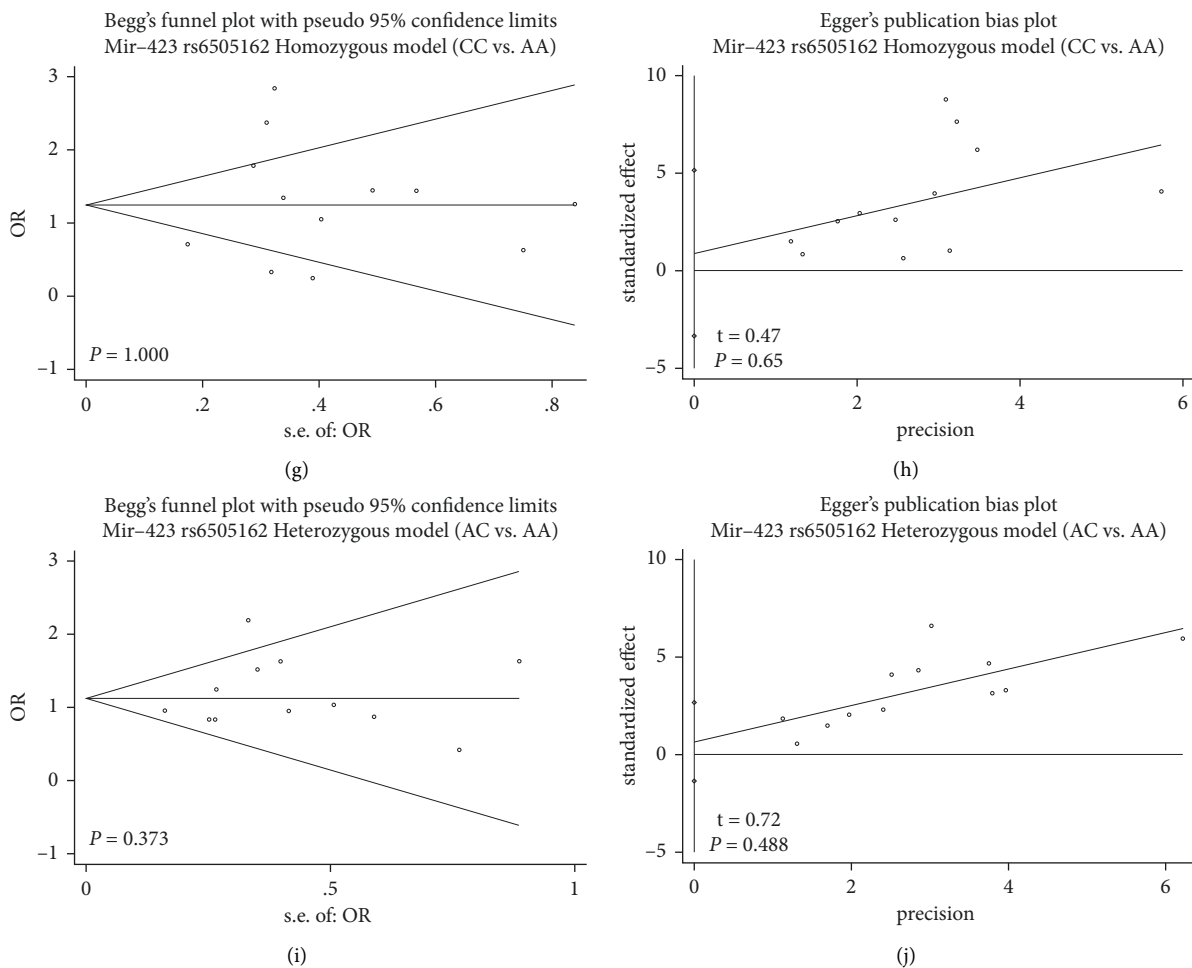 Begg's funnel plot with pseudo 95% confidence limits
Mir–423 rs6505162 Homozygous model (CC vs. AA)
3
2
1
0
–1
OR
P = 1.000
0 .2 .4 .6 .8
s.e. of: OR
(g)
Egger's publication bias plot
Mir–423 rs6505162 Homozygous model (CC vs. AA)
10
5
0
–5
standardized effect
t = 0.47
P = 0.65
0 2 4 6
precision
(h)
Begg's funnel plot with pseudo 95% confidence limits
Mir–423 rs6505162 Heterozygous model (AC vs. AA)
3
2
1
0
–1
OR
P = 0.373
0 .5 1
s.e. of: OR
(i)
Egger's publication bias plot
Mir–423 rs6505162 Heterozygous model (AC vs. AA)
10
5
0
–5
standardized effect
t = 0.72
P = 0.488
0 2 4 6
precision
(j)